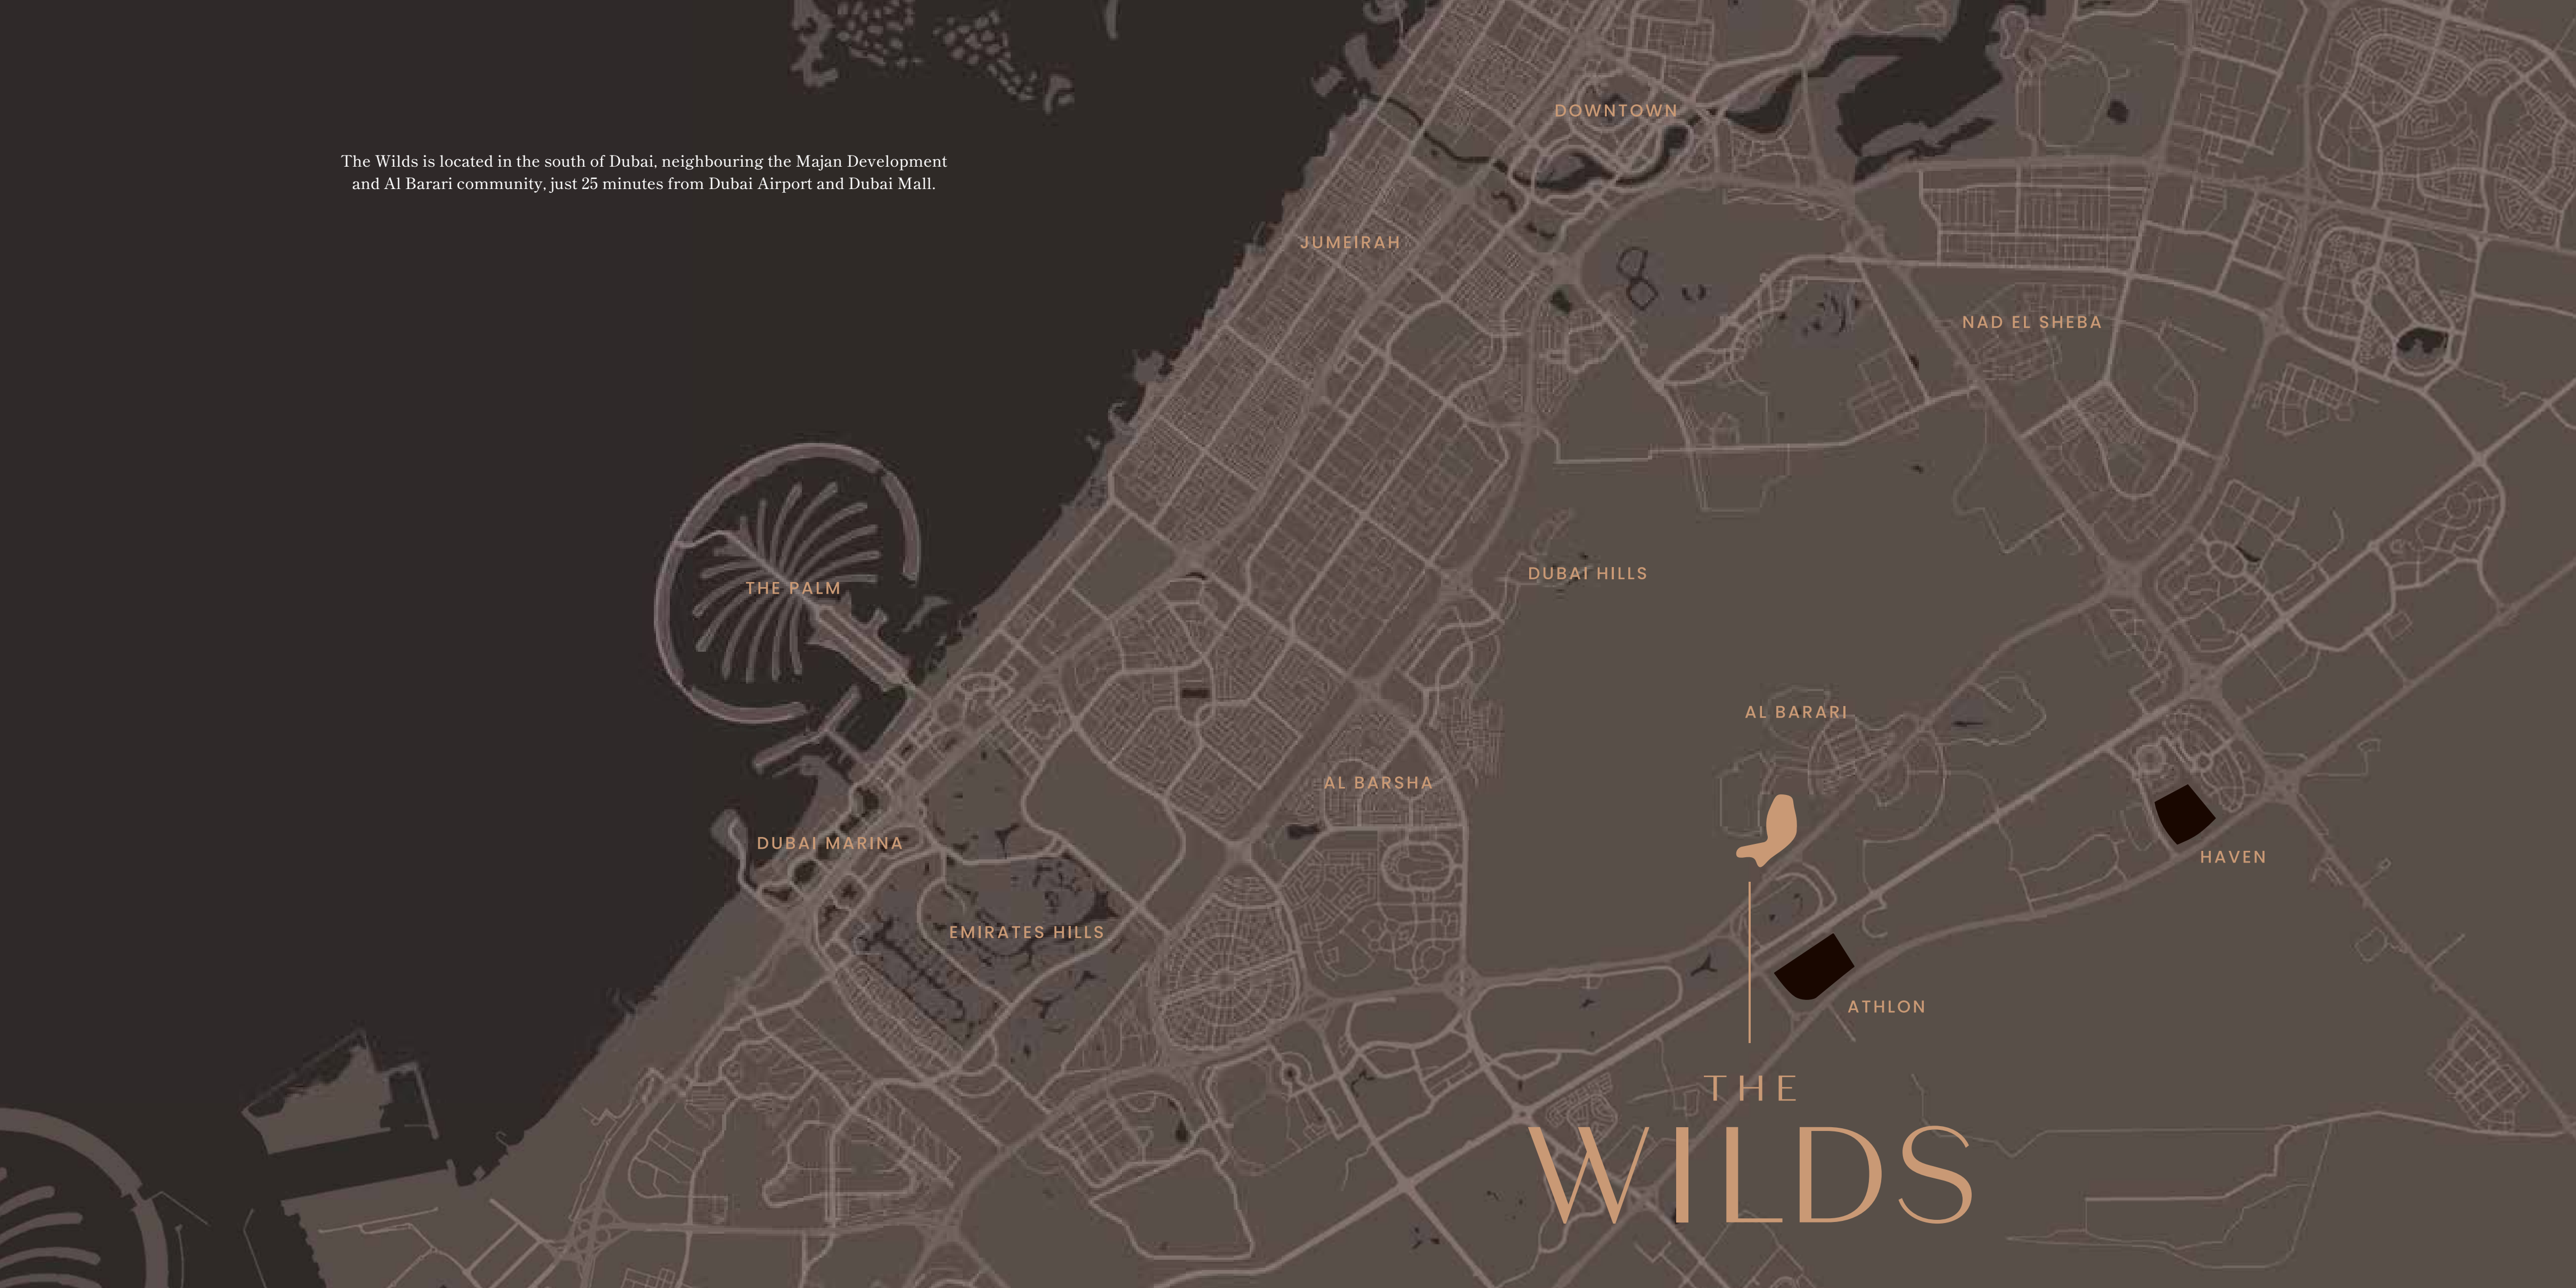 DOWNTOWN
The Wilds is located in the south of Dubai, neighbouring the Majan Development
and Al Barari community, just 25 minutes from Dubai Airport and Dubai Mall.
JUMEIRAH
NAD EL SHEBA
DUBAI HILLS
THE PALM
AL BARARI
AL BARSHA
DUBAI MARINA
HAVEN
EMIRATES HILLS
ATHLON
THE
WILDS